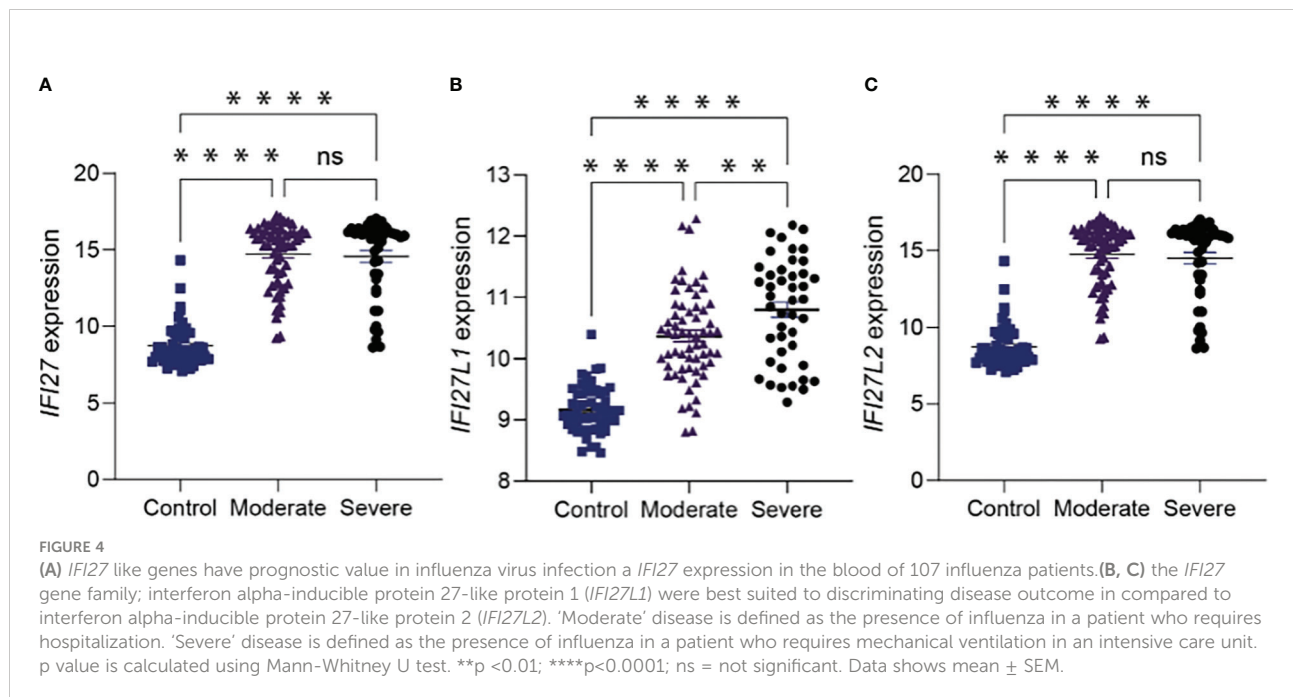 A
B
C
* * * *
* * * *
* * * *
* * * *
ns
* * * *
* *
* * * *
ns
20
15
10
5
0
IFI27 expression
Control Moderate Severe
13
12
11
10
9
8
IFI27L1 expression
Control Moderate Severe
20
15
10
5
0
IFI27L2 expression
Control Moderate Severe
FIGURE 4
(A) IFI27 like genes have prognostic value in influenza virus infection a IFI27 expression in the blood of 107 influenza patients.(B, C) the IFI27
gene family; interferon alpha-inducible protein 27-like protein 1 (IFI27L1) were best suited to discriminating disease outcome in compared to
interferon alpha-inducible protein 27-like protein 2 (IFI27L2). ‘Moderate’ disease is defined as the presence of influenza in a patient who requires
hospitalization. ‘Severe’ disease is defined as the presence of influenza in a patient who requires mechanical ventilation in an intensive care unit.
p value is calculated using Mann-Whitney U test. **p <0.01; ****p<0.0001; ns = not significant. Data shows mean ± SEM.